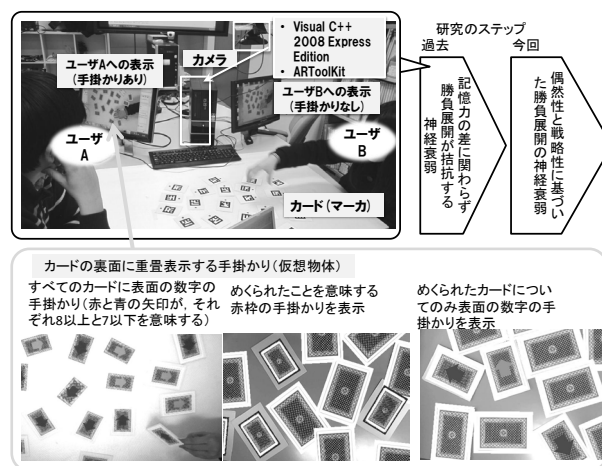 • Visual C++
2008 Express
Edition
• ARToolKit
ユーザAへの表示
(手掛かりあり)
カメラ
ユーザBへの表示
(手掛かりなし)
ユーザ
A
ユーザ
B
カード(マーカ)
研究のステップ
過去
今回
記憶力の差に関わらず
勝負展開が拮抗する
神経衰弱
偶然性と戦略性に基づい
た勝負展開の神経衰弱
カードの裏面に重畳表示する手掛かり(仮想物体)
すべてのカードに表面の数字の
手掛かり(赤と青の矢印が，それ
ぞれ8以上と7以下を意味する)
めくられたことを意味する
赤枠の手掛かりを表示
めくられたカードについ
てのみ表面の数字の手
掛かりを表示